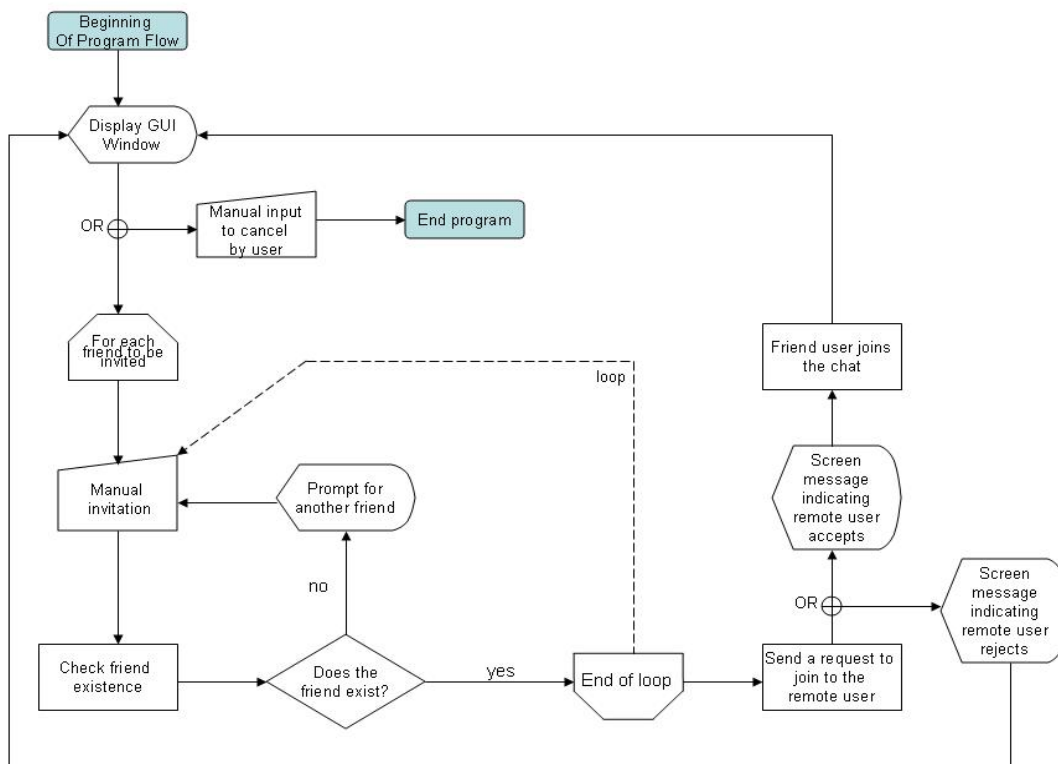 Beginning
Of Program Flow
Display GUI
Window
OR
Manual input
to cancel
by user
End program
For each
friend to be
invited
loop
Manual
invitation
Prompt for
another friend
no
Check friend
existence
Does the
friend exist?
yes
End of loop
Send a request to
join to the
remote user
OR
Screen
message
indicating
remote user
accepts
Friend user joins
the chat
Screen
message
indicating
remote user
rejects